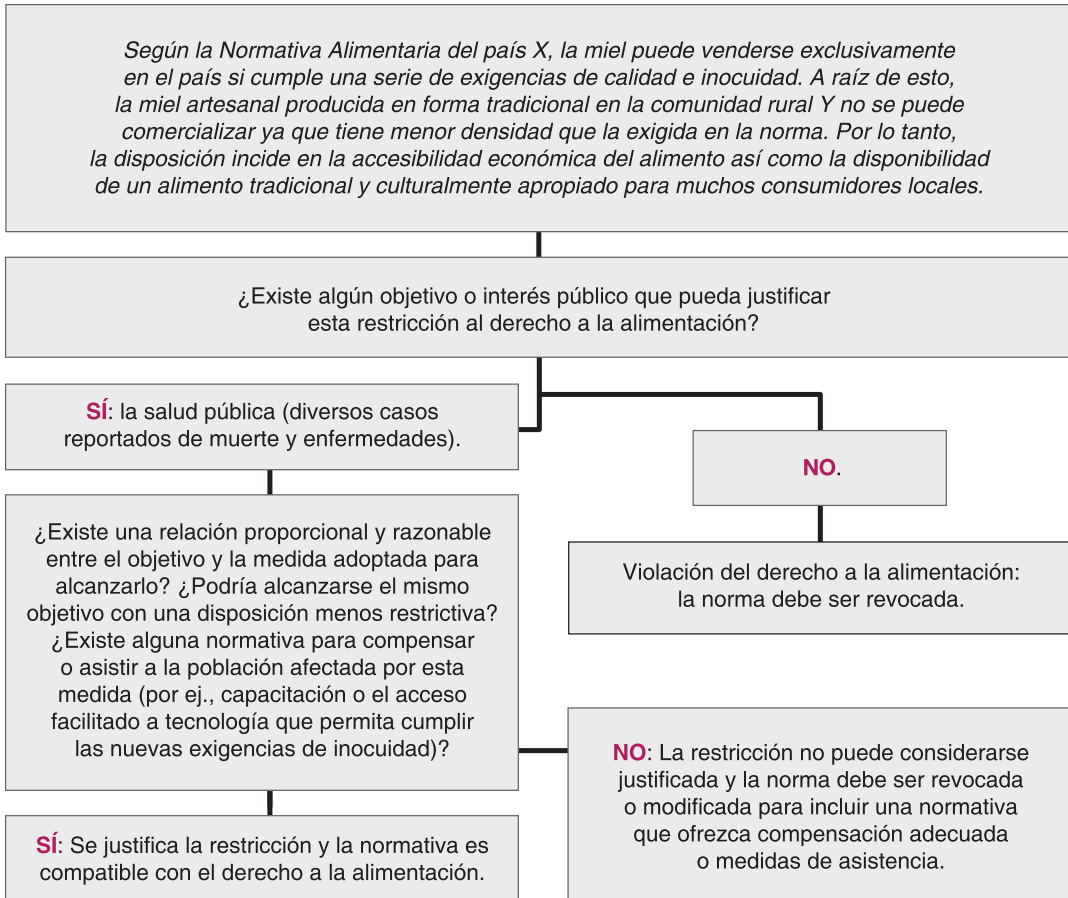 Según la Normativa Alimentaria del país X, la miel puede venderse exclusivamente
en el país si cumple una serie de exigencias de calidad e inocuidad. A raíz de esto,
la miel artesanal producida en forma tradicional en la comunidad rural Y no se puede
comercializar ya que tiene menor densidad que la exigida en la norma. Por lo tanto,
la disposición incide en la accesibilidad económica del alimento así como la disponibilidad
de un alimento tradicional y culturalmente apropiado para muchos consumidores locales.
¿Existe algún objetivo o interés público que pueda justificar
esta restricción al derecho a la alimentación?
SÍ: la salud pública (diversos casos
reportados de muerte y enfermedades).
NO.
¿Existe una relación proporcional y razonable
entre el objetivo y la medida adoptada para
alcanzarlo? ¿Podría alcanzarse el mismo
objetivo con una disposición menos restrictiva?
¿Existe alguna normativa para compensar
o asistir a la población afectada por esta
medida (por ej., capacitación o el acceso
facilitado a tecnología que permita cumplir
las nuevas exigencias de inocuidad)?
Violación del derecho a la alimentación:
la norma debe ser revocada.
NO: La restricción no puede considerarse
justificada y la norma debe ser revocada
o modificada para incluir una normativa
que ofrezca compensación adecuada
o medidas de asistencia.
SÍ: Se justifica la restricción y la normativa es
compatible con el derecho a la alimentación.